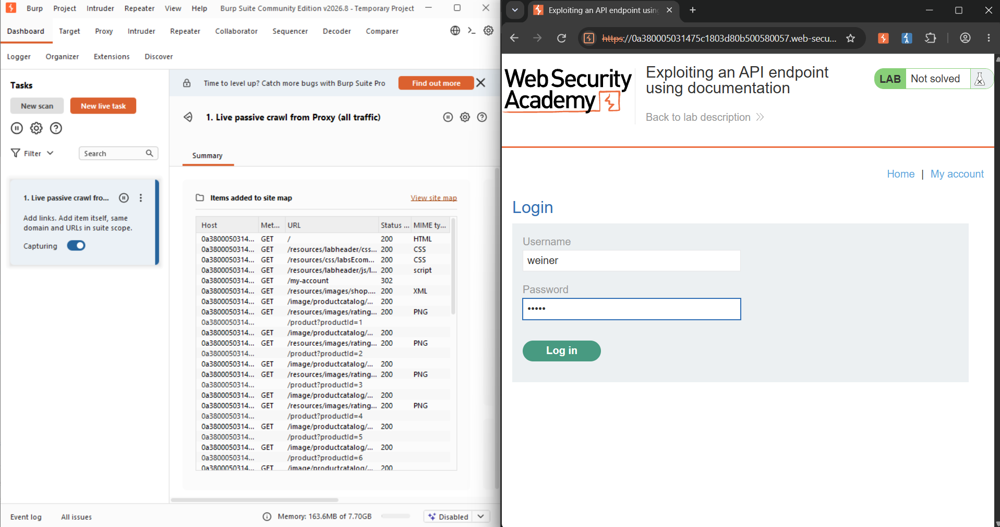 Burp Project Intruder Repeater View Help Burp Suite Community Edition v2026.8 - Temporary Project
Dashboard Target Proxy Intruder Repeater Collaborator Sequencer Decoder Comparer
Logger Organizer Extensions Discover
Tasks
New scan New live task
Filter Search
1. Live passive crawl fro...
Add links. Add item itself, same
domain and URLs in suite scope.
Capturing
Time to level up? Catch more bugs with Burp Suite Pro Find out more
1. Live passive crawl from Proxy (all traffic)
Summary
Items added to site map View site map
Host Met... URL Status ... MIME ty...
0a3800050314... GET / 200 HTML
0a3800050314... GET /resources/labheader/css... 200 CSS
0a3800050314... GET /resources/css/labsEcom... 200 CSS
0a3800050314... GET /resources/labheader/js/l... 200 script
0a3800050314... GET /my-account 302
0a3800050314... GET /resources/images/shop.... 200 XML
0a3800050314... GET /image/productcatalog/... 200
0a3800050314... GET /resources/images/rating... 200 PNG
0a3800050314... /product?productId=1
0a3800050314... GET /image/productcatalog/... 200
0a3800050314... GET /resources/images/rating... 200 PNG
0a3800050314... /product?productId=2
0a3800050314... GET /image/productcatalog/... 200
0a3800050314... GET /resources/images/rating... 200 PNG
0a3800050314... /product?productId=3
0a3800050314... GET /image/productcatalog/... 200
0a3800050314... GET /resources/images/rating... 200 PNG
0a3800050314... /product?productId=4
0a3800050314... GET /image/productcatalog/... 200
0a3800050314... /product?productId=5
0a3800050314... GET /image/productcatalog/... 200
0a3800050314... /product?productId=6
0a3800050314... GET /image/productcatalog/... 200
Event log All issues Memory: 163.6MB of 7.70GB Disabled
Exploiting an API endpoint usin
https://0a380005031475c1803d80b500580057.web-secu...
Web Security
Academy
Exploiting an API endpoint
using documentation
Back to lab description
LAB Not solved
Home | My account
Login
Username
weiner
Password
•••••
Log in